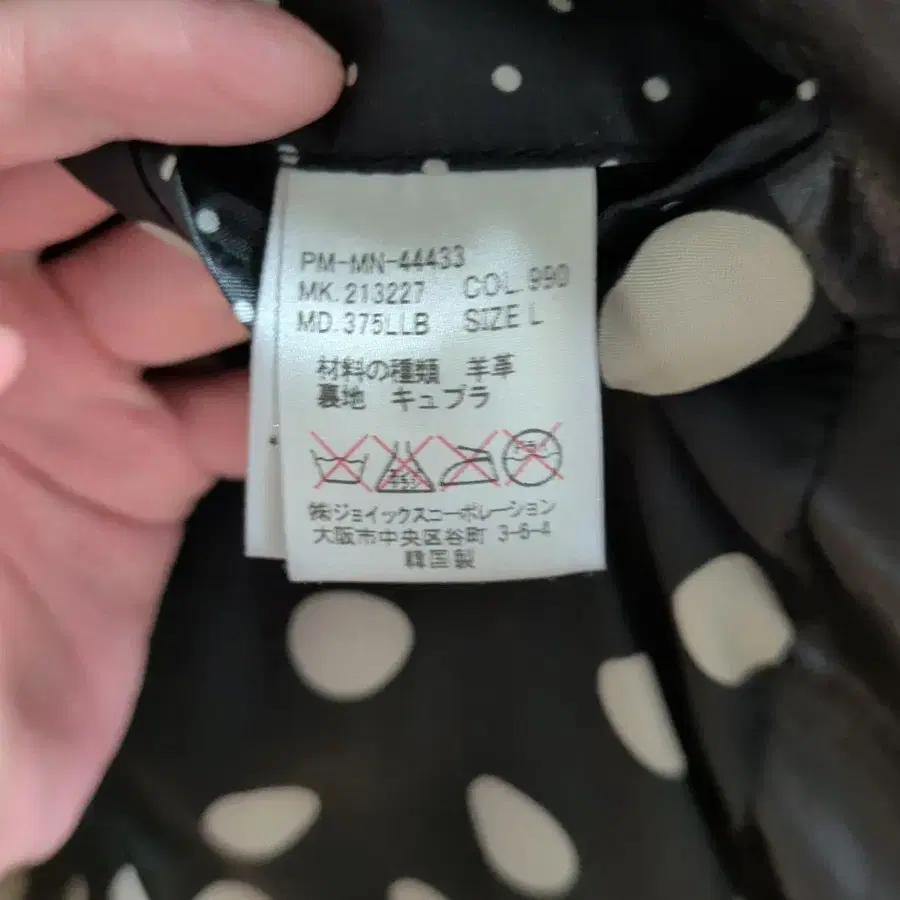 PM-MN-44433
MK.213227 COL.990
MD.375LLB SIZE L
材料の種類 羊革
裏地 キュプラ
㈱ジョイックスコーポレーション
大阪市中央区谷町 3-6-4
韓国製